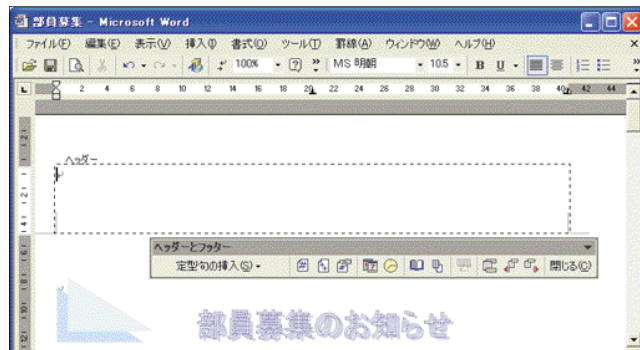 部員募集 - Microsoft Word
ファイル(F) 編集(E) 表示(V) 挿入(I) 書式(O) ツール(T) 罫線(A) ウィンドウ(W) ヘルプ(H)
100% MS 明朝 10.5 B U
2 4 6 8 10 12 14 16 18 20 22 24 26 28 30 32 34 36 38 40 42 44
ヘッダー
ヘッダーとフッター
定型句の挿入(S) 閉じる(C)
部員募集のお知らせ